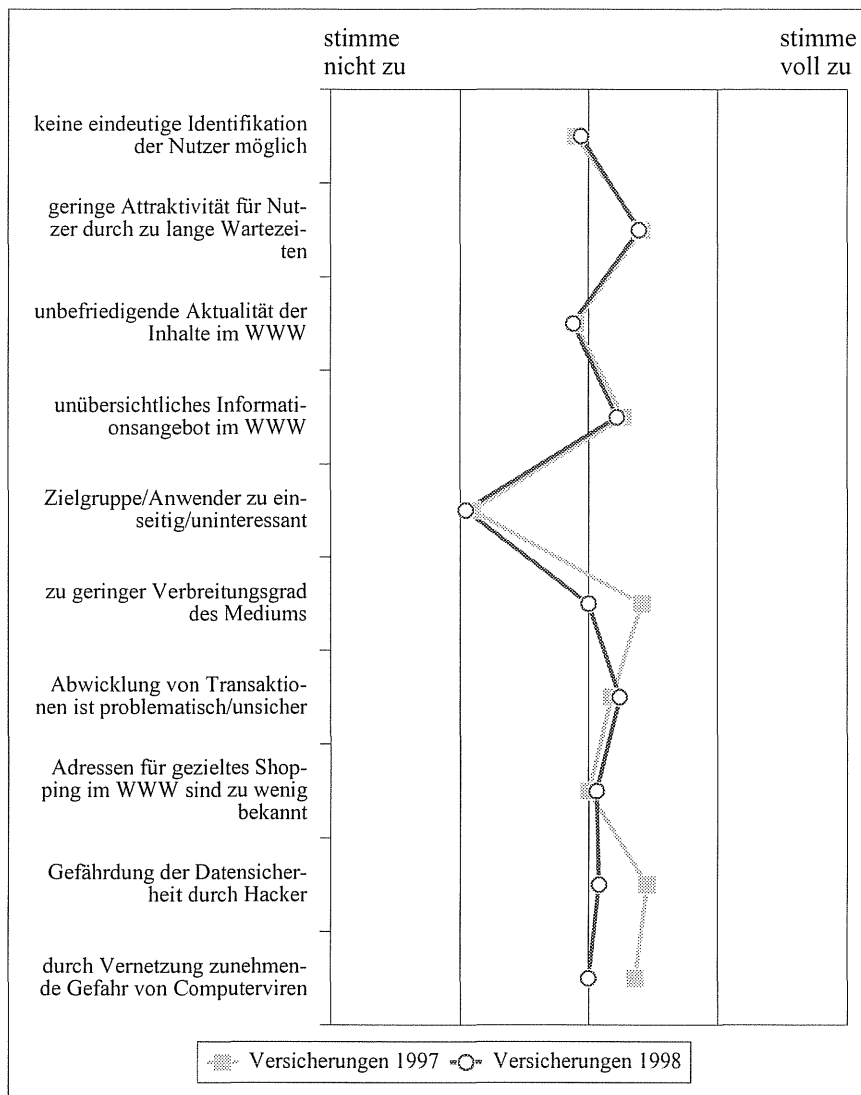 stimme
nicht zu
stimme
voll zu
keine eindeutige Identifikation
der Nutzer möglich
geringe Attraktivität für Nut-
zer durch zu lange Wartezei-
ten
unbefriedigende Aktualität der
Inhalte im WWW
unübersichtliches Informati-
onsangebot im WWW
Zielgruppe/Anwender zu ein-
seitig/uninteressant
zu geringer Verbreitungsgrad
des Mediums
Abwicklung von Transaktio-
nen ist problematisch/unsicher
Adressen für gezieltes Shop-
ping im WWW sind zu wenig
bekannt
Gefährdung der Datensicher-
heit durch Hacker
durch Vernetzung zunehmen-
de Gefahr von Computerviren
Versicherungen 1997 Versicherungen 1998